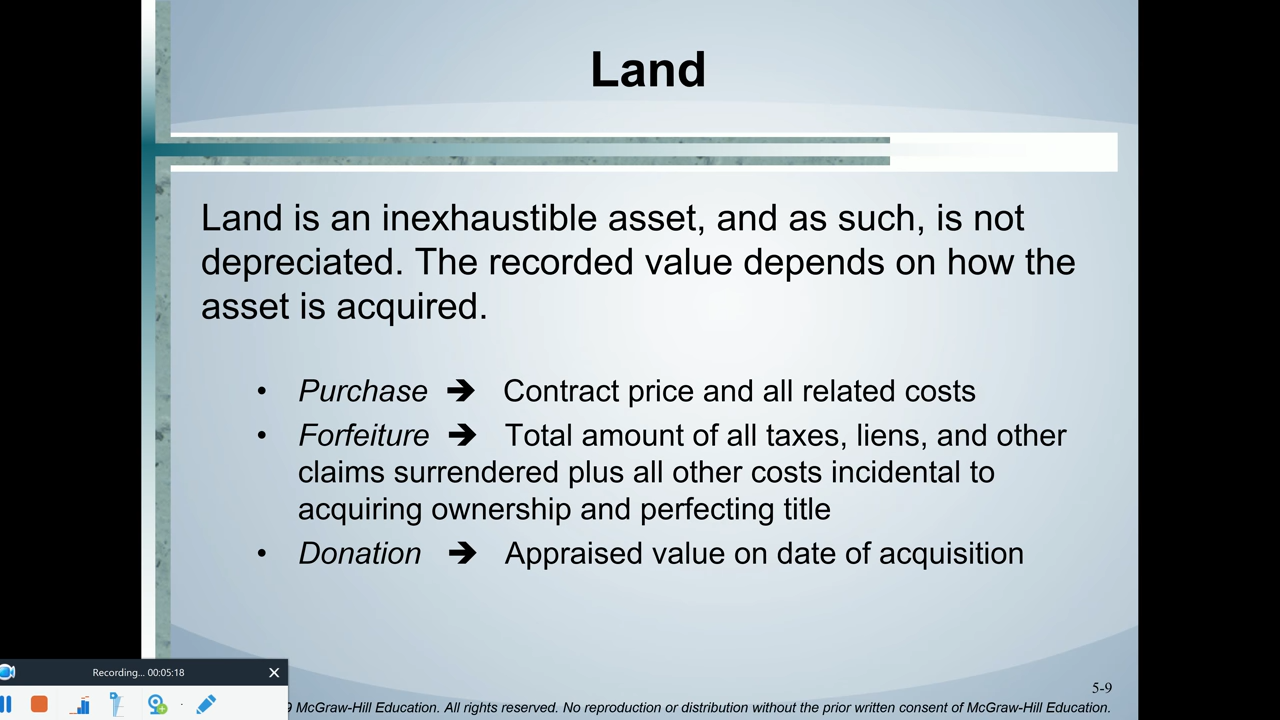 Land
Land is an inexhaustible asset, and as such, is not
depreciated. The recorded value depends on how the
asset is acquired.
• Purchase ➔ Contract price and all related costs
• Forfeiture ➔ Total amount of all taxes, liens, and other
claims surrendered plus all other costs incidental to
acquiring ownership and perfecting title
• Donation ➔ Appraised value on date of acquisition
Recording... 00:05:18
5-9
9 McGraw-Hill Education. All rights reserved. No reproduction or distribution without the prior written consent of McGraw-Hill Education.